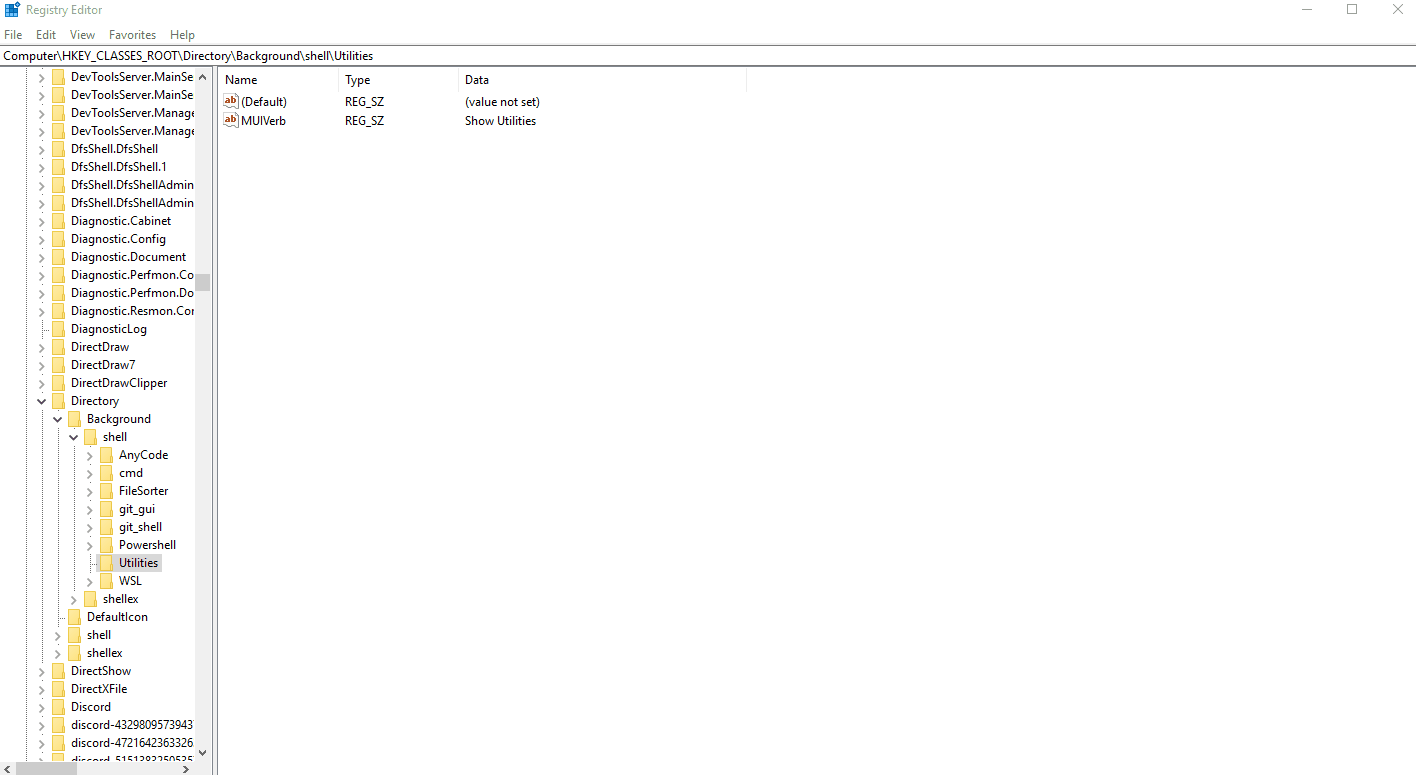 Registry Editor
File Edit View Favorites Help
Computer\HKEY_CLASSES_ROOT\Directory\Background\shell\Utilities
DevToolsServer.MainSe
DevToolsServer.MainSe
DevToolsServer.Manage
DevToolsServer.Manage
DfsShell.DfsShell
DfsShell.DfsShell.1
DfsShell.DfsShellAdmin
DfsShell.DfsShellAdmin
Diagnostic.Cabinet
Diagnostic.Config
Diagnostic.Document
Diagnostic.Perfmon.Co
Diagnostic.Perfmon.Do
Diagnostic.Resmon.Cor
DiagnosticLog
DirectDraw
DirectDraw7
DirectDrawClipper
Directory
Background
shell
AnyCode
cmd
FileSorter
git_gui
git_shell
Powershell
Utilities
WSL
shellex
DefaultIcon
shell
shellex
DirectShow
DirectXFile
Discord
discord-4329809573943
discord-4721642363326
Name Type Data
ab (Default) REG_SZ (value not set)
ab MUIVerb REG_SZ Show Utilities